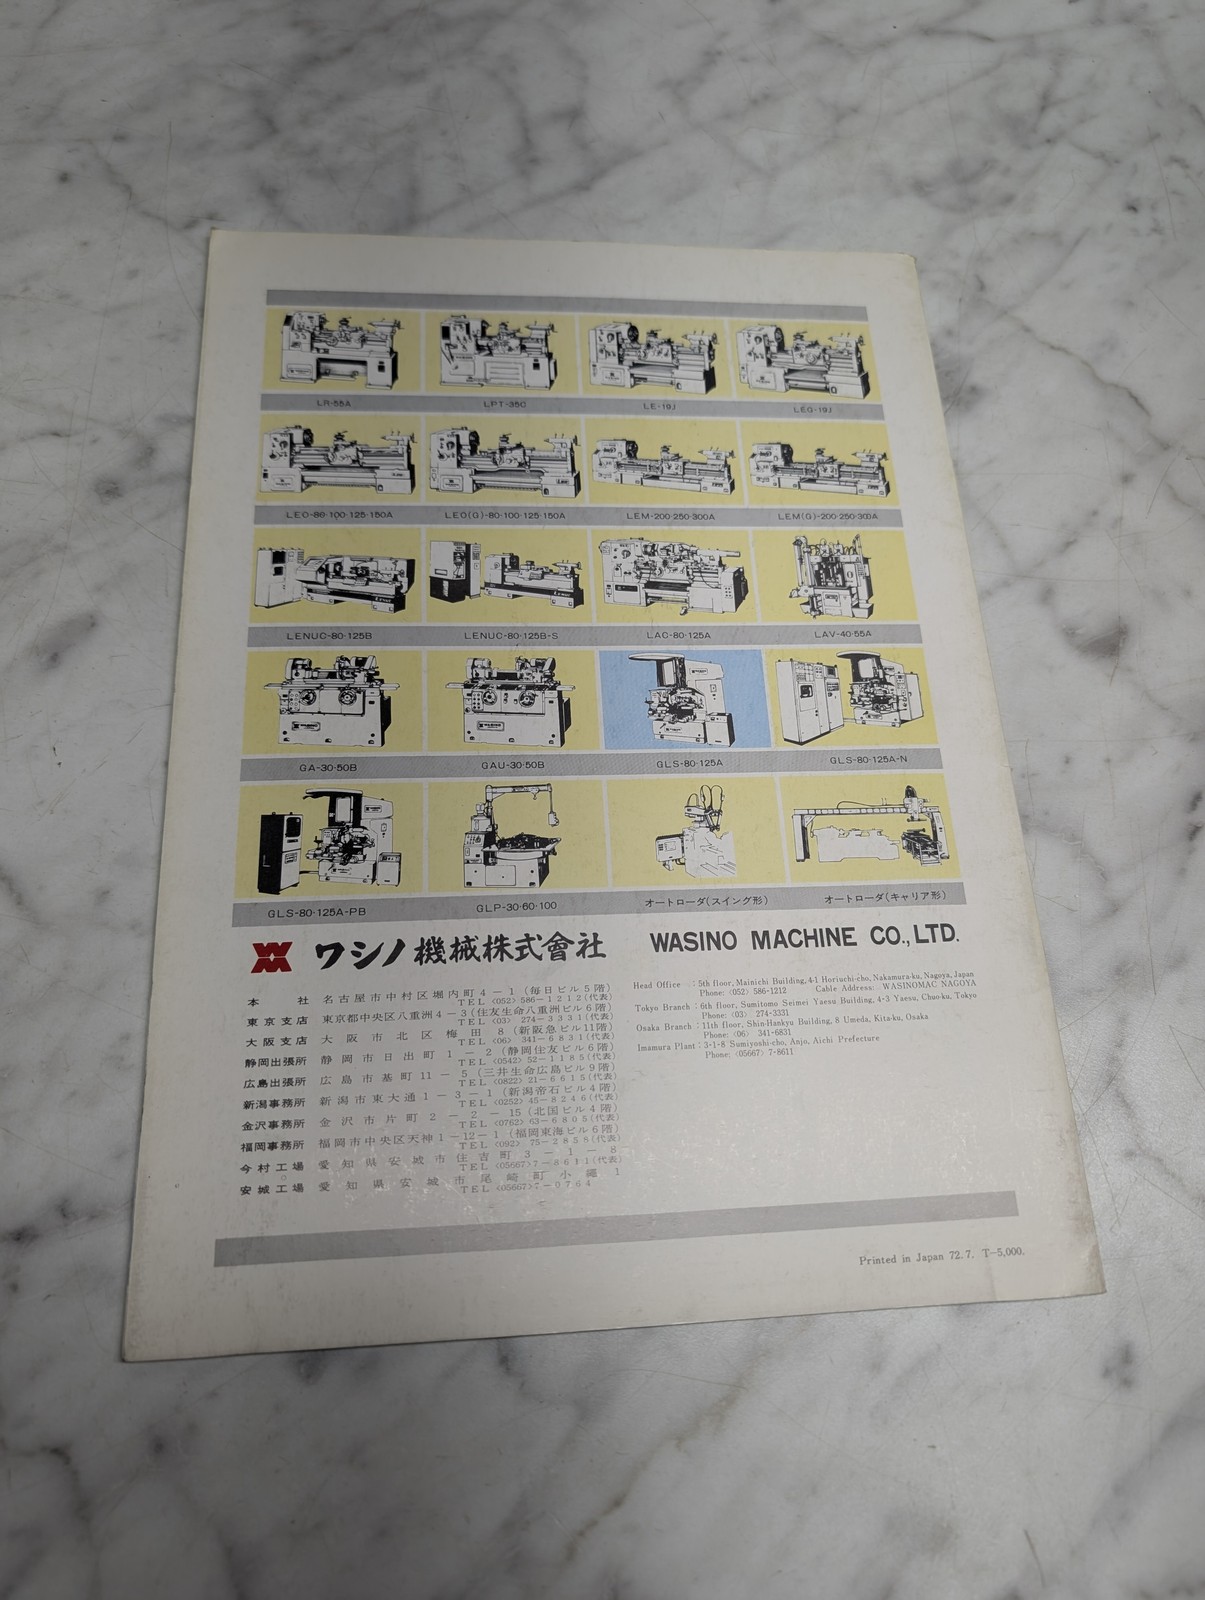 LR-55A
LPT-35C
LE-19J
LEG-19J
LEO-80·100·125·150A
LEO(G)-80·100·125·150A
LEM-200·250·300A
LEM(G)-200·250·300A
LENUC-80·125B
LENUC-80·125B-S
LAC-80·125A
LAV-40·55A
GA-30·50B
GAU-30·50B
GLS-80·125A
GLS-80·125A-N
GLS-80·125A-PB
GLP-30·60·100
オートローダ(スイング形)
オートローダ(キャリア形)
ワシノ機械株式會社
本社 名古屋市中村区堀内町4-1(毎日ビル5階)
TEL〈052〉586-1212(代表)
東京支店 東京都中央区八重洲4-3(住友生命八重洲ビル6階)
TEL〈03〉274-3331(代表)
大阪支店 大阪市北区梅田8(新阪急ビル11階)
TEL〈06〉341-6831(代表)
静岡出張所 静岡市日出町1-2(静岡住友ビル6階)
TEL〈0542〉52-1185(代表)
広島出張所 広島市基町11-5(三井生命広島ビル9階)
TEL〈0822〉21-6615(代表)
新潟事務所 新潟市東大通1-3-1(新潟帝石ビル4階)
TEL〈0252〉45-8246(代表)
金沢事務所 金沢市片町2-2-15(北国ビル4階)
TEL〈0762〉63-6805(代表)
福岡事務所 福岡市中央区天神1-12-1(福岡東海ビル6階)
TEL〈092〉75-2858(代表)
今村工場 愛知県安城市住吉町3-1-8
TEL〈05667〉7-8611(代表)
安城工場 愛知県安城市尾崎町小縄1
TEL〈05667〉7-0764
WASINO MACHINE CO., LTD.
Head Office : 5th floor, Mainichi Building, 4-1 Horiuchi-cho, Nakamura-ku, Nagoya, Japan
Phone: 〈052〉 586-1212 Cable Address: WASINOMAC NAGOYA
Tokyo Branch : 6th floor, Sumitomo Seimei Yaesu Building, 4-3 Yaesu, Chuo-ku, Tokyo
Phone: 〈03〉 274-3331
Osaka Branch : 11th floor, Shin-Hankyu Building, 8 Umeda, Kita-ku, Osaka
Phone: 〈06〉 341-6831
Imamura Plant : 3-1-8 Sumiyoshi-cho, Anjo, Aichi Prefecture
Phone: 〈05667〉 7-8611
Printed in Japan 72.7. T-5,000.